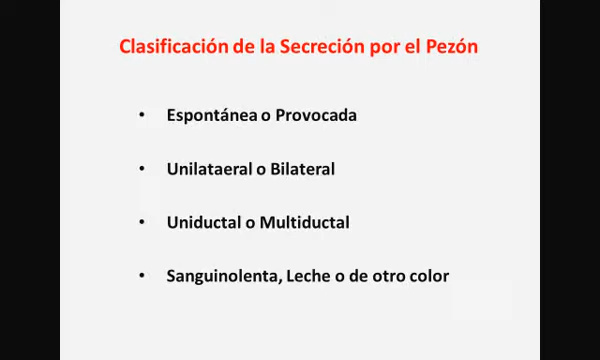 Clasificación de la Secreción por el Pezón
• Espontánea o Provocada
• Unilataeral o Bilateral
• Uniductal o Multiductal
• Sanguinolenta, Leche o de otro color